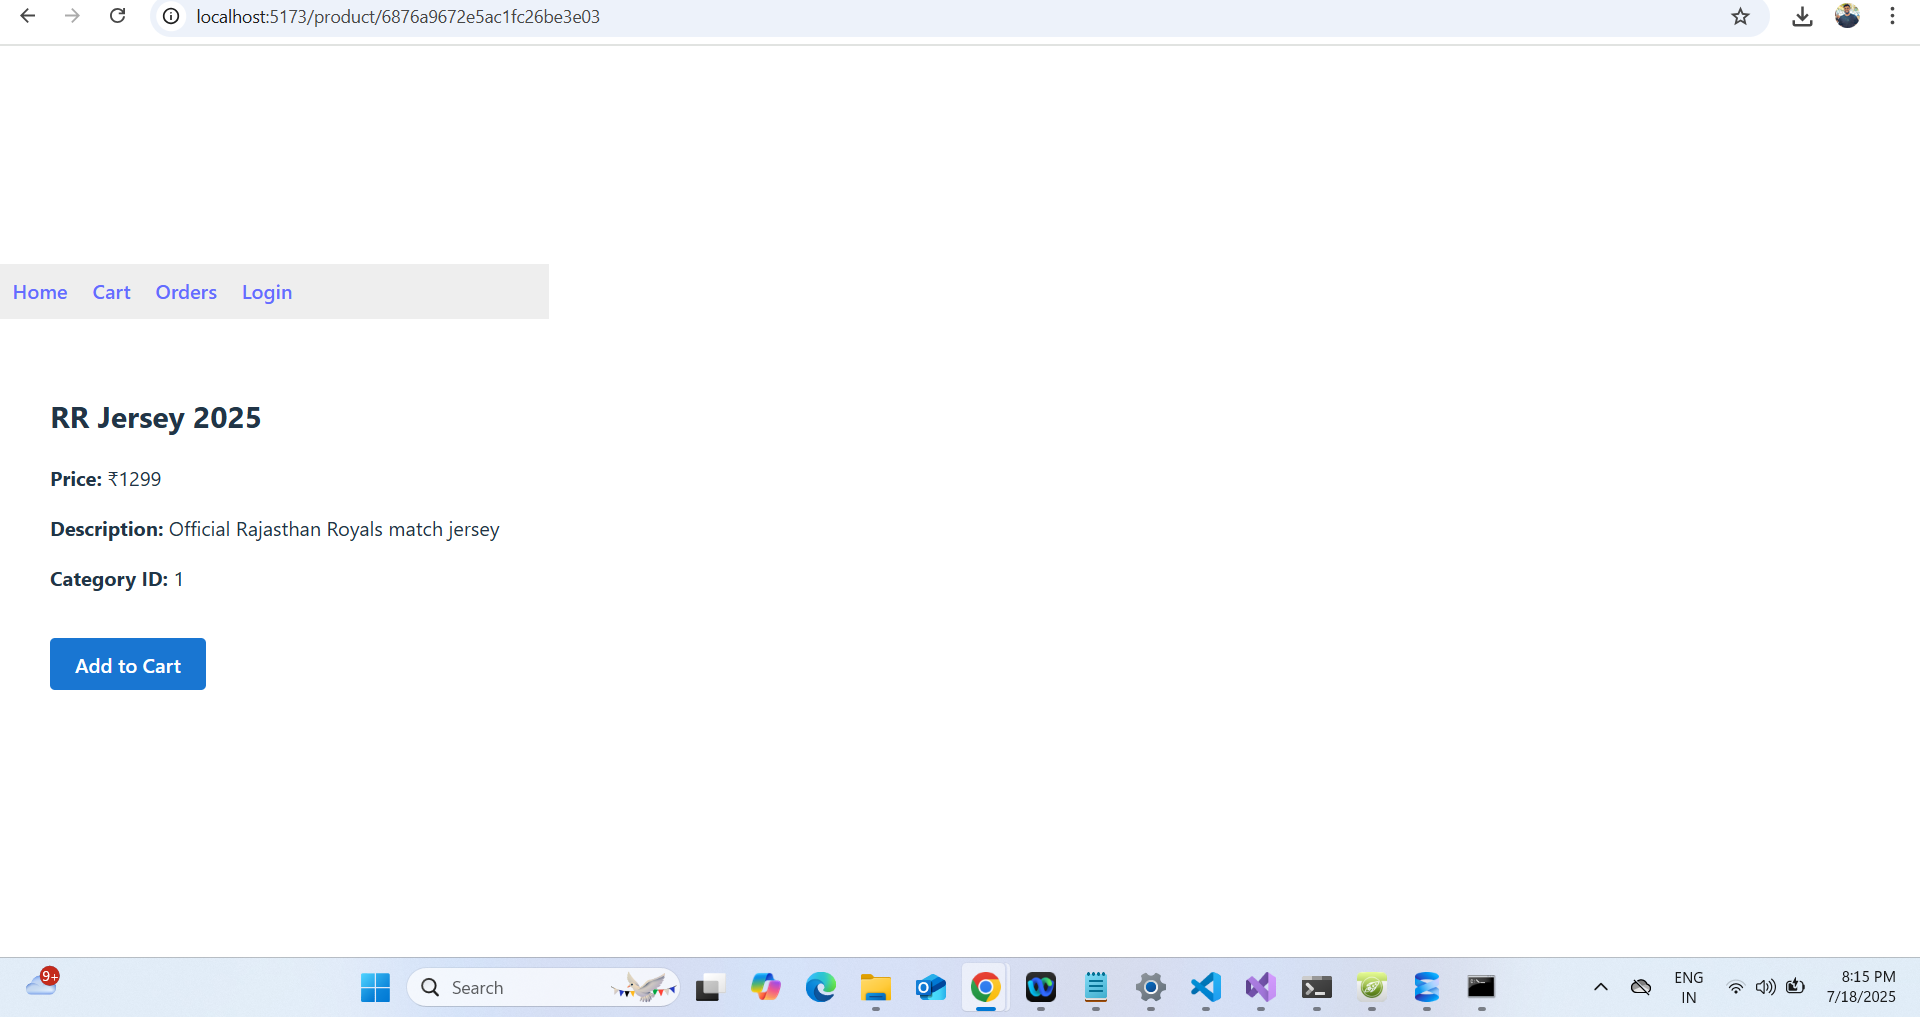 localhost:5173/product/6876a9672e5ac1fc26be3e03
Home Cart Orders Login
RR Jersey 2025
Price: ₹1299
Description: Official Rajasthan Royals match jersey
Category ID: 1
Add to Cart
9+
Search
ENG
IN
8:15 PM
7/18/2025